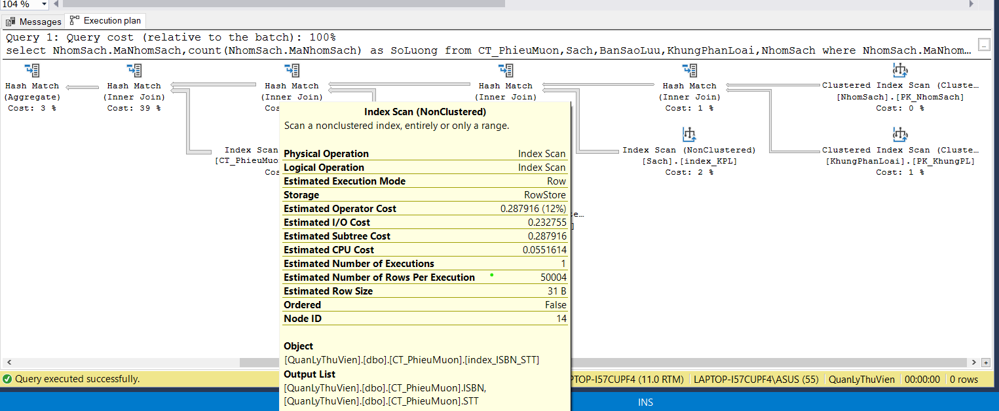 104 %
Messages
Execution plan
Query 1: Query cost (relative to the batch): 100%
select NhomSach.MaNhomSach,count(NhomSach.MaNhomSach) as SoLuong from CT_PhieuMuon,Sach,BanSaoLuu,KhungPhanLoai,NhomSach where NhomSach.MaNhom…
...
Hash Match
(Aggregate)
Cost: 3 %
Hash Match
(Inner Join)
Cost: 39 %
Hash Match
(Inner Join)
Cos
Hash Match
(Inner Join)
Hash Match
(Inner Join)
Cost: 1 %
Clustered Index Scan (Cluste…
[NhomSach].[PK_NhomSach]
Cost: 0 %
Index Scan
[CT_PhieuMuo
Cos
Index Scan (NonClustered)
[Sach].[index_KPL]
Cost: 2 %
Clustered Index Scan (Cluste…
[KhungPhanLoai].[PK_KhungPL]
Cost: 1 %
te…
]
Index Scan (NonClustered)
Scan a nonclustered index, entirely or only a range.
Physical Operation Index Scan
Logical Operation Index Scan
Estimated Execution Mode Row
Storage RowStore
Estimated Operator Cost 0.287916 (12%)
Estimated I/O Cost 0.232755
Estimated Subtree Cost 0.287916
Estimated CPU Cost 0.0551614
Estimated Number of Executions 1
Estimated Number of Rows Per Execution 50004
Estimated Row Size 31 B
Ordered False
Node ID 14
Object
[QuanLyThuVien].[dbo].[CT_PhieuMuon].[index_ISBN_STT]
Output List
[QuanLyThuVien].[dbo].[CT_PhieuMuon].ISBN,
[QuanLyThuVien].[dbo].[CT_PhieuMuon].STT
Query executed successfully.
PTOP-I57CUPF4 (11.0 RTM)
LAPTOP-I57CUPF4\ASUS (55)
QuanLyThuVien
00:00:00
0 rows
INS